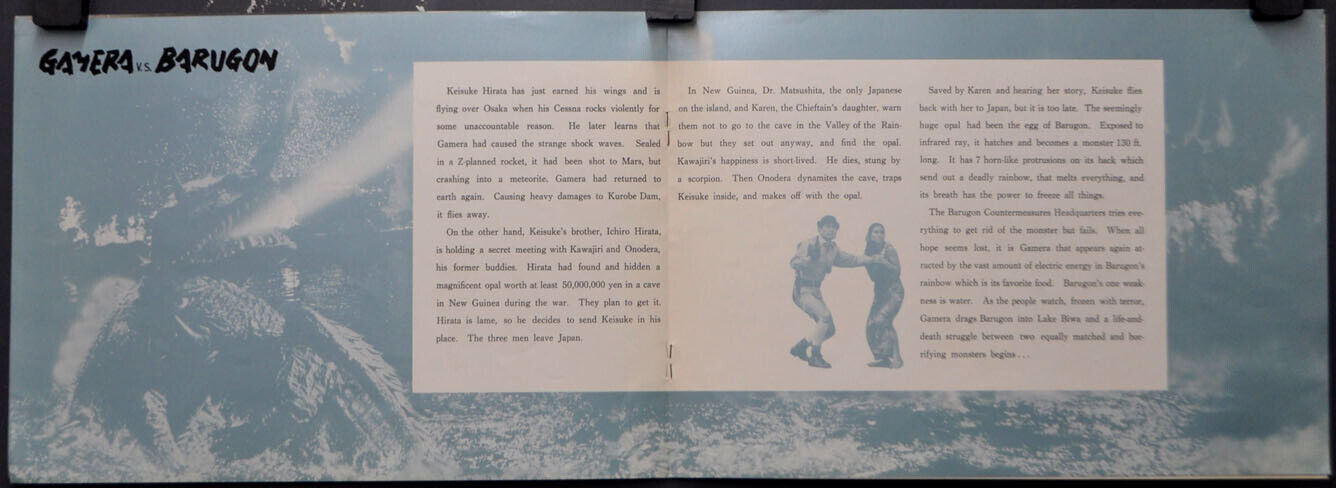 GAMERA V.S. BARUGON
Keisuke Hirata has just earned his wings and is
flying over Osaka when his Cessna rocks violently for
some unaccountable reason. He later learns that
Gamera had caused the strange shock waves. Sealed
in a Z-planned rocket, it had been shot to Mars, but
crashing into a meteorite, Gamera had returned to
earth again. Causing heavy damages to Kurobe Dam,
it flies away.
On the other hand, Keisuke's brother, Ichiro Hirata,
is holding a secret meeting with Kawajiri and Onodera,
his former buddies. Hirata had found and hidden a
magnificent opal worth at least 50,000,000 yen in a cave
in New Guinea during the war. They plan to get it.
Hirata is lame, so he decides to send Keisuke in his
place. The three men leave Japan.
In New Guinea, Dr. Matsushita, the only Japanese
on the island, and Karen, the Chieftain's daughter, warn
them not to go to the cave in the Valley of the Rain-
bow but they set out anyway, and find the opal.
Kawajiri's happiness is short-lived. He dies, stung by
a scorpion. Then Onodera dynamites the cave, traps
Keisuke inside, and makes off with the opal.
Saved by Karen and hearing her story, Keisuke flies
back with her to Japan, but it is too late. The seemingly
huge opal had been the egg of Barugon. Exposed to
infrared ray, it hatches and becomes a monster 130 ft.
long. It has 7 horn-like protrusions on its back which
send out a deadly rainbow, that melts everything, and
its breath has the power to freeze all things.
The Barugon Countermeasures Headquarters tries eve-
rything to get rid of the monster but fails. When all
hope seems lost, it is Gamera that appears again at-
racted by the vast amount of electric energy in Barugon's
rainbow which is its favorite food. Barugon's one weak-
ness is water. As the people watch, frozen with terror,
Gamera drags Barugon into Lake Biwa and a life-and-
death struggle between two equally matched and hor-
rifying monsters begins...